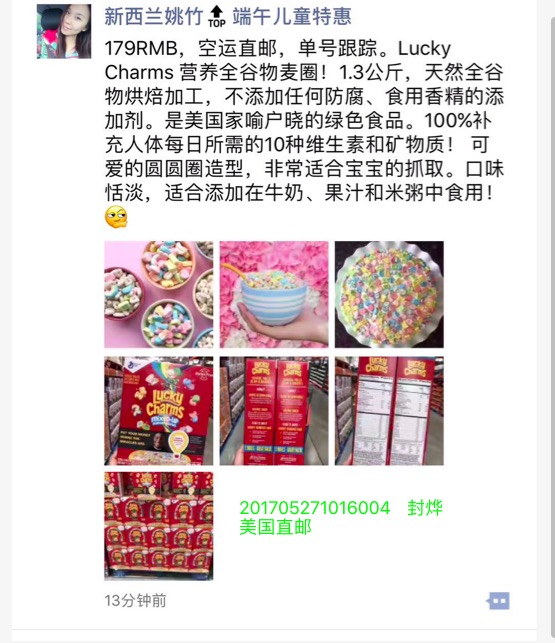 新西兰姚竹 TOP 端午儿童特惠
179RMB，空运直邮，单号跟踪。Lucky
Charms 营养全谷物麦圈！1.3公斤，天然全谷
物烘焙加工，不添加任何防腐、食用香精的添
加剂。是美国家喻户晓的绿色食品。100%补
充人体每日所需的10种维生素和矿物质！ 可
爱的圆圆圈造型，非常适合宝宝的抓取。口味
恬淡，适合添加在牛奶、果汁和米粥中食用！
Lucky
Charms
201705271016004 封烨
美国直邮
13分钟前